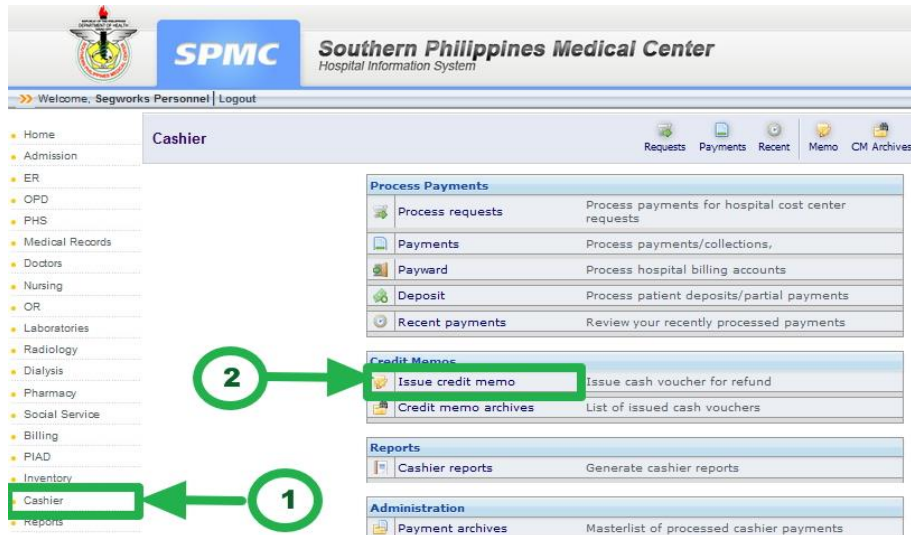 SPMC
Southern Philippines Medical Center
Hospital Information System
Welcome, Segworks Personnel | Logout
Home
Admission
ER
OPD
PHS
Medical Records
Doctors
Nursing
OR
Laboratories
Radiology
Dialysis
Pharmacy
Social Service
Billing
PIAD
Inventory
Cashier
Reports
Cashier
Requests Payments Recent Memo CM Archives
Process Payments
Process requests Process payments for hospital cost center
requests
Payments Process payments/collections,
Payward Process hospital billing accounts
Deposit Process patient deposits/partial payments
Recent payments Review your recently processed payments
Credit Memos
2
Issue credit memo Issue cash voucher for refund
Credit memo archives List of issued cash vouchers
Reports
Cashier reports Generate cashier reports
1
Administration
Payment archives Masterlist of processed cashier payments